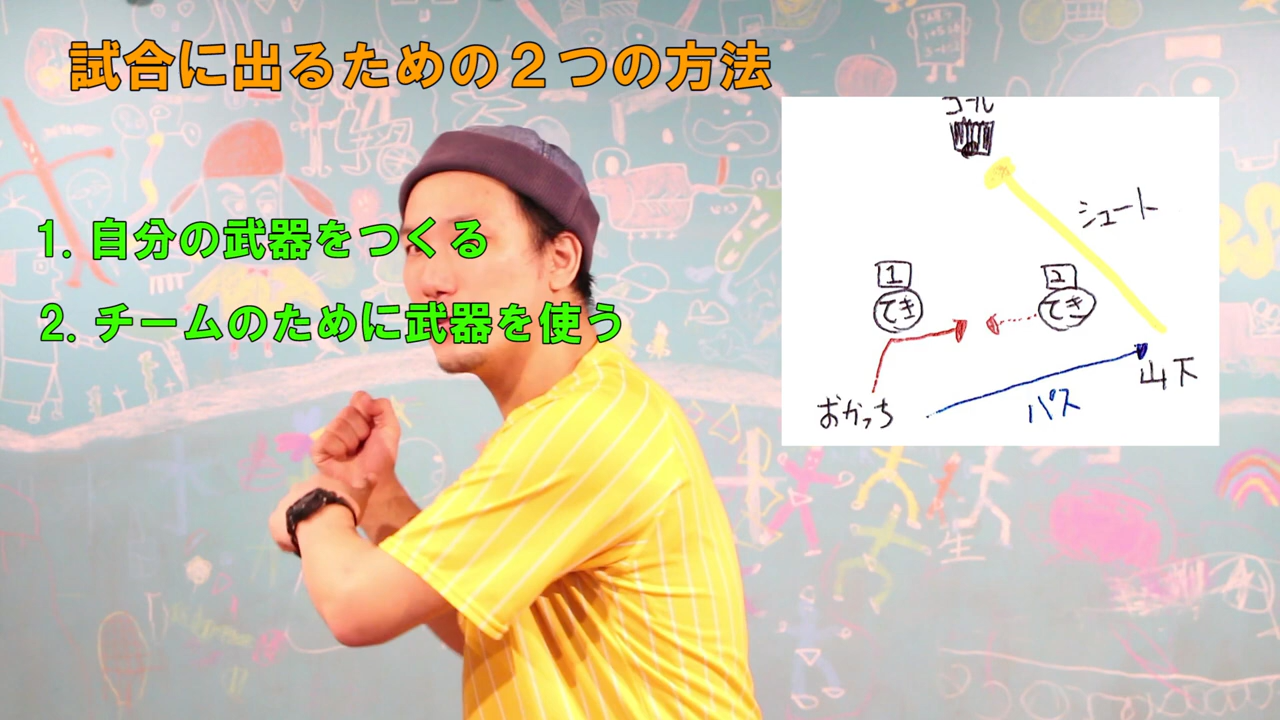 試合に出るための２つの方法
1. 自分の武器をつくる
2. チームのために武器を使う
ゴール
シュート
1
2
てき
てき
山下
パス
おかっち
生